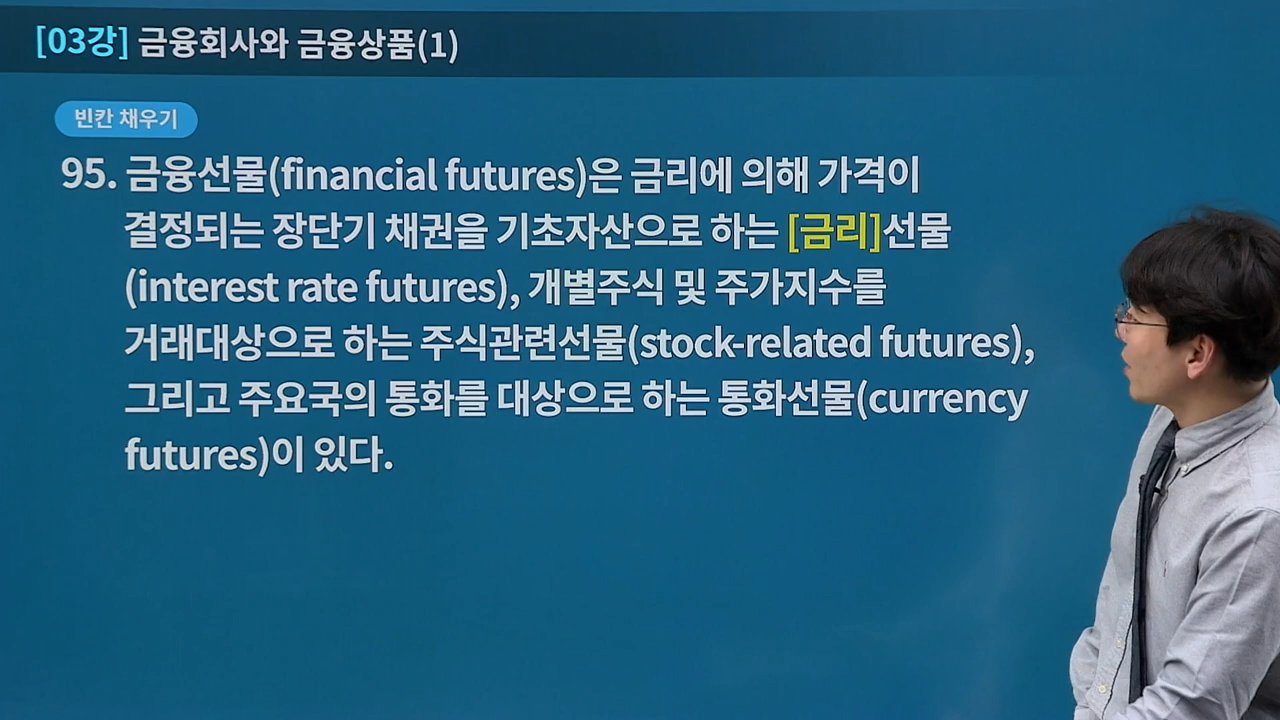 [03강] 금융회사와 금융상품(1)
빈칸 채우기
95. 금융선물(financial futures)은 금리에 의해 가격이
결정되는 장단기 채권을 기초자산으로 하는 [금리]선물
(interest rate futures), 개별주식 및 주가지수를
거래대상으로 하는 주식관련선물(stock-related futures),
그리고 주요국의 통화를 대상으로 하는 통화선물(currency
futures)이 있다.